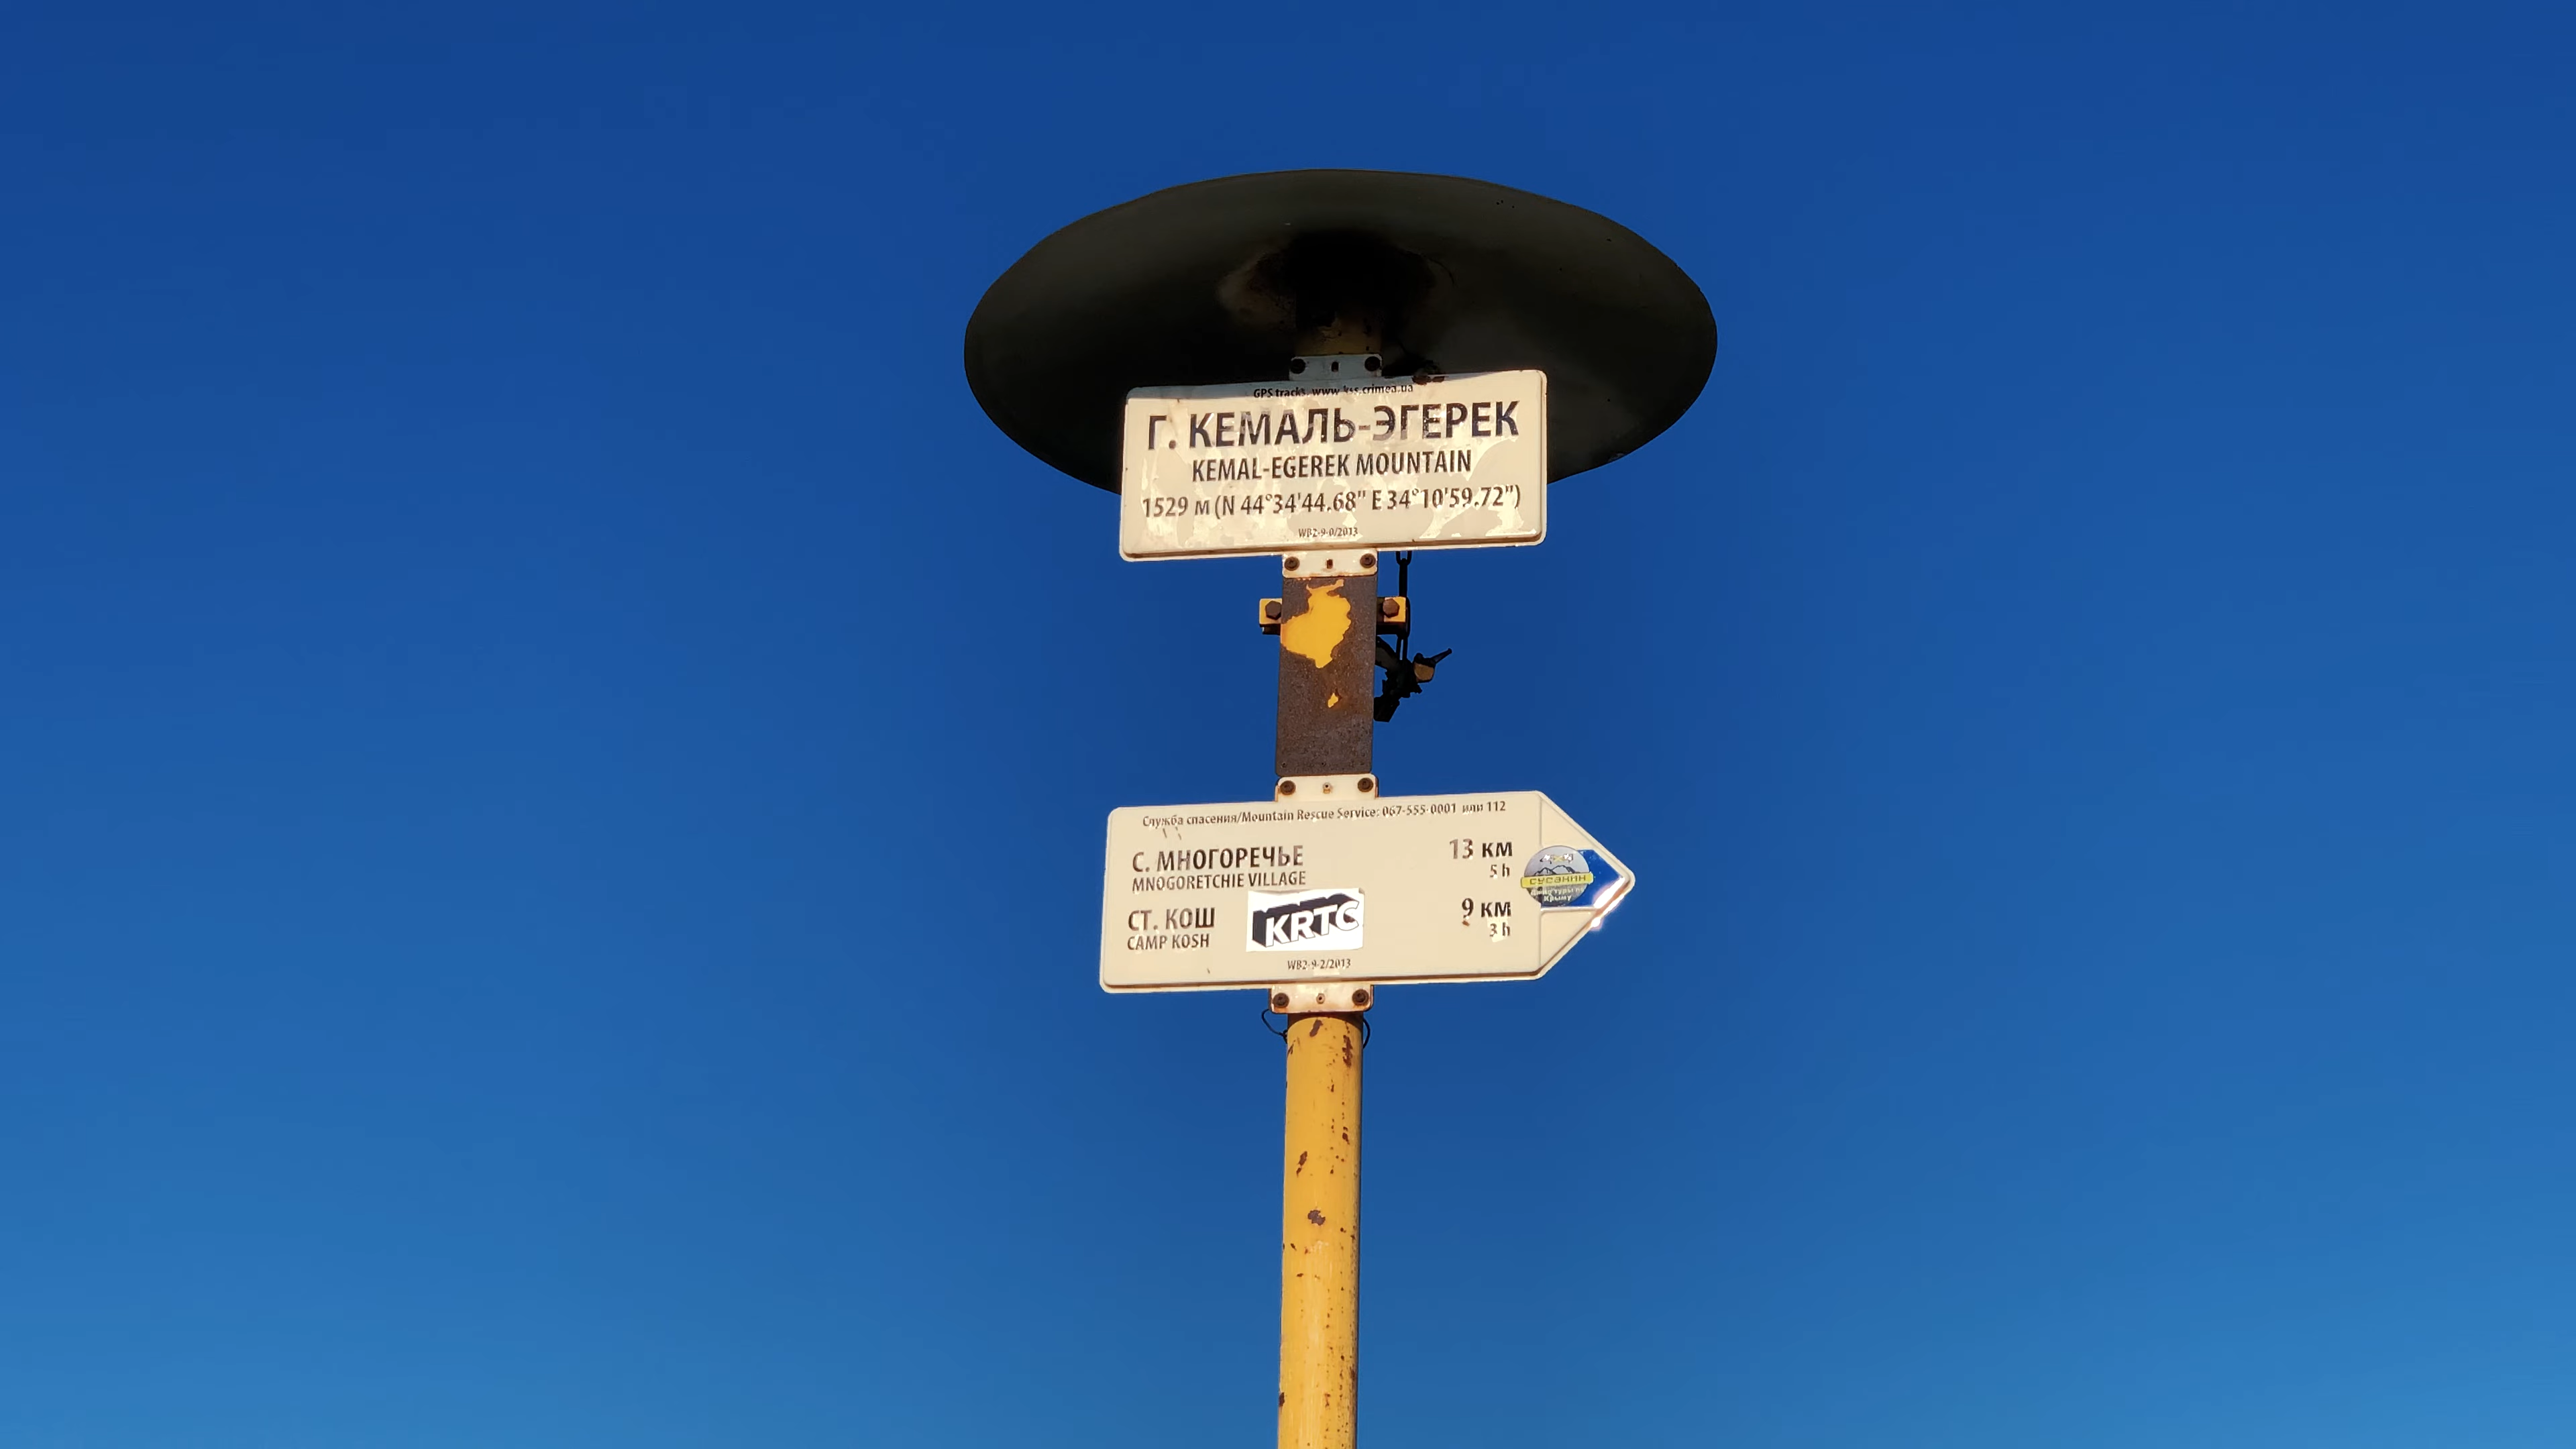 GPS tracks: www.kss.crimea.ua
Г. КЕМАЛЬ-ЭГЕРЕК
KEMAL-EGEREK MOUNTAIN
1529 м (N 44°34'44.68" E 34°10'59.72")
WB2-9-0/2013
Служба спасения/Mountain Rescue Service: 067-555-0001 или 112
С. МНОГОРЕЧЬЕ 13 КМ
MNOGORETCHIE VILLAGE 5 h
СТ. КОШ 9 КМ
CAMP KOSH 3 h
KRTC
сусанин
Крыму
WB2-9-2/2013